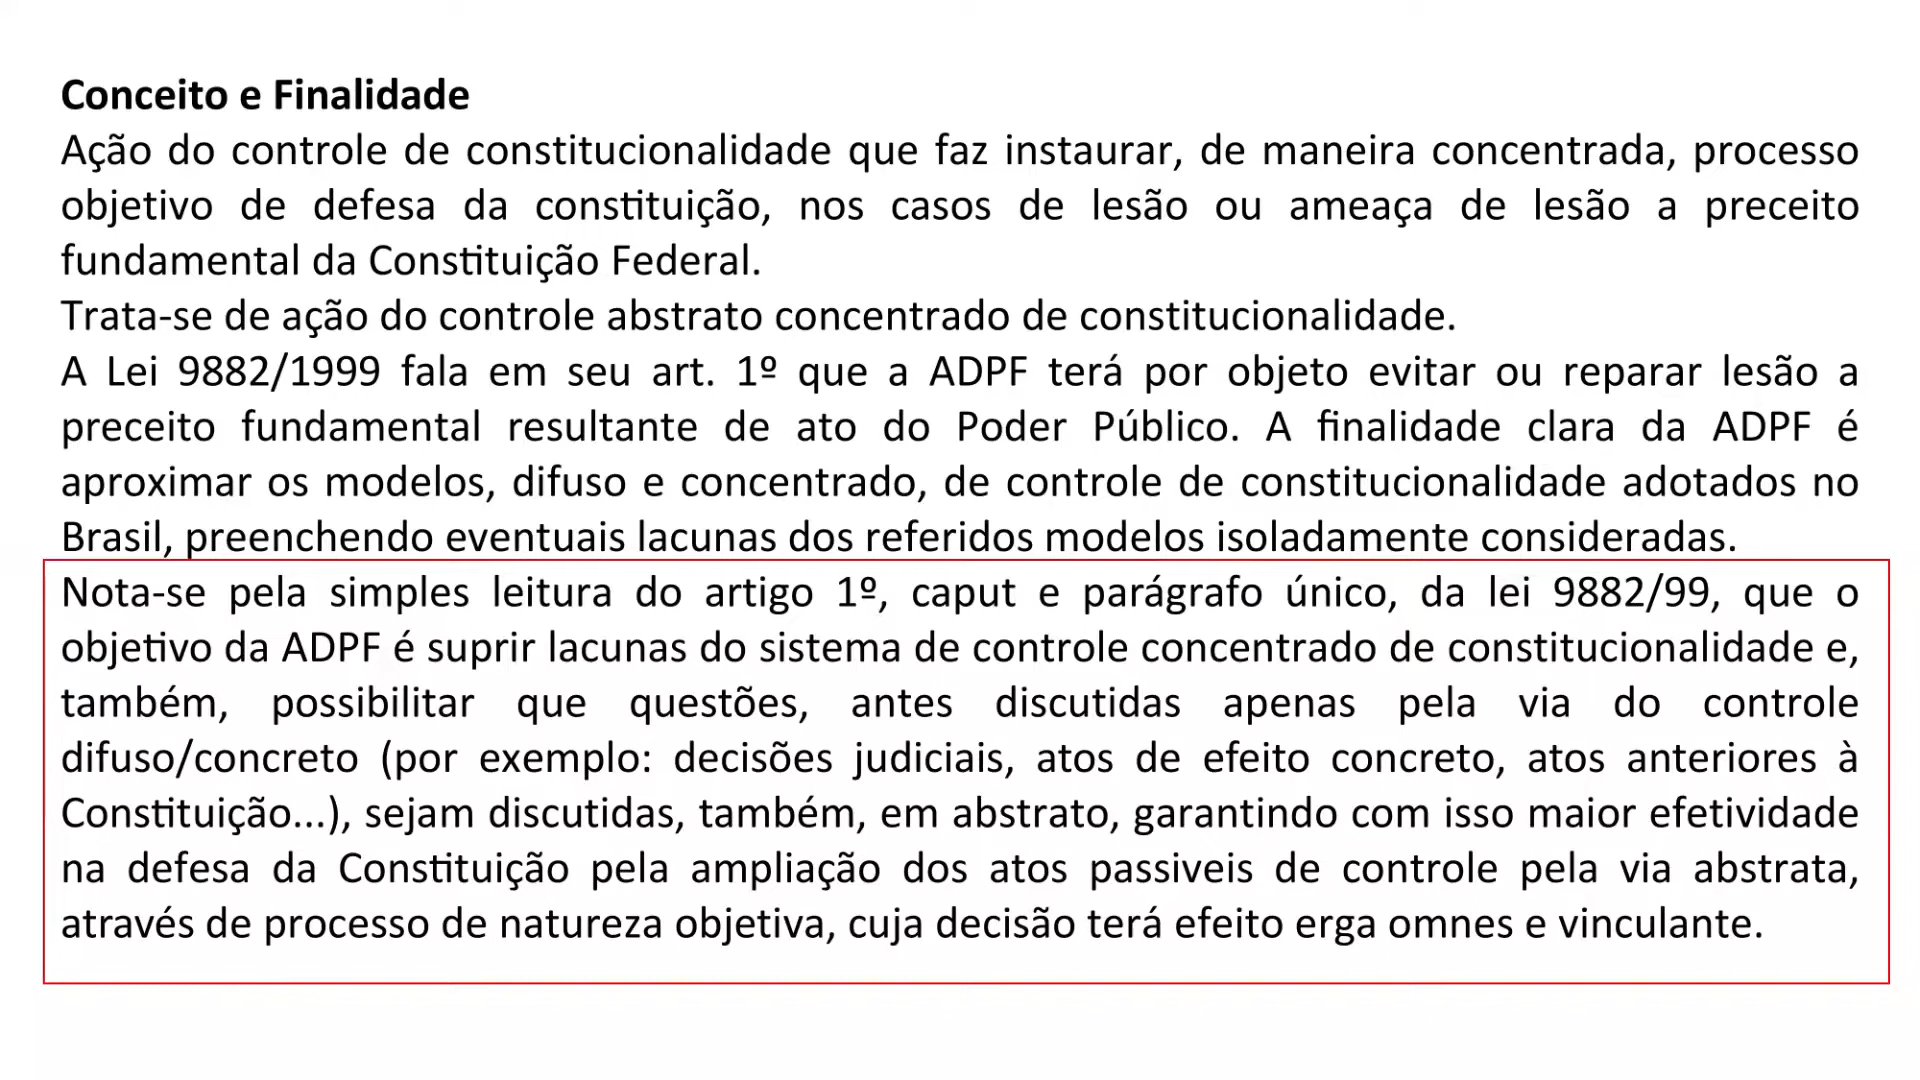 Conceito e Finalidade
Ação do controle de constitucionalidade que faz instaurar, de maneira concentrada, processo
objetivo de defesa da constituição, nos casos de lesão ou ameaça de lesão a preceito
fundamental da Constituição Federal.
Trata-se de ação do controle abstrato concentrado de constitucionalidade.
A Lei 9882/1999 fala em seu art. 1º que a ADPF terá por objeto evitar ou reparar lesão a
preceito fundamental resultante de ato do Poder Público. A finalidade clara da ADPF é
aproximar os modelos, difuso e concentrado, de controle de constitucionalidade adotados no
Brasil, preenchendo eventuais lacunas dos referidos modelos isoladamente consideradas.
Nota-se pela simples leitura do artigo 1º, caput e parágrafo único, da lei 9882/99, que o
objetivo da ADPF é suprir lacunas do sistema de controle concentrado de constitucionalidade e,
também, possibilitar que questões, antes discutidas apenas pela via do controle
difuso/concreto (por exemplo: decisões judiciais, atos de efeito concreto, atos anteriores à
Constituição...), sejam discutidas, também, em abstrato, garantindo com isso maior efetividade
na defesa da Constituição pela ampliação dos atos passiveis de controle pela via abstrata,
através de processo de natureza objetiva, cuja decisão terá efeito erga omnes e vinculante.